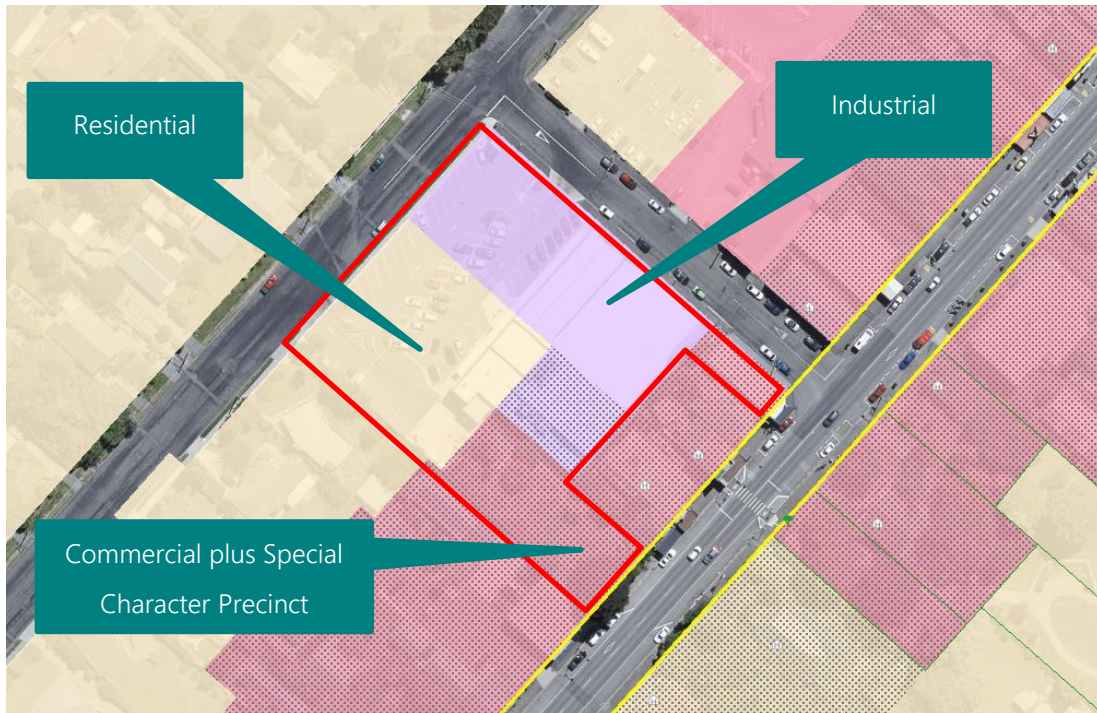 Residential
Industrial
Commercial plus Special
Character Precinct